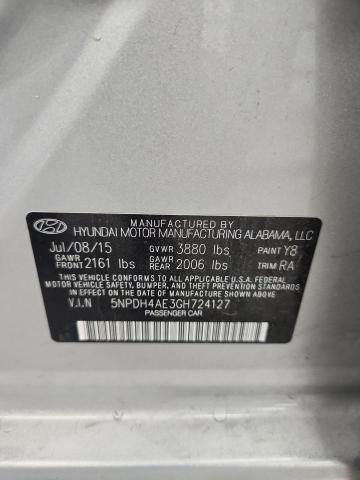 MANUFACTURED BY
HYUNDAI MOTOR MANUFACTURING ALABAMA, LLC
Jul/08/15 GVWR 3880 lbs PAINT Y8
GAWR FRONT 2161 lbs GAWR REAR 2006 lbs TRIM RA
THIS VEHICLE CONFORMS TO ALL APPLICABLE U.S.A. FEDERAL
MOTOR VEHICLE SAFETY, BUMPER, AND THEFT PREVENTION
STANDARDS IN EFFECT ON THE DATE OF MANUFACTURE SHOWN ABOVE.
V.I.N 5NPDH4AE3GH724127
PASSENGER CAR